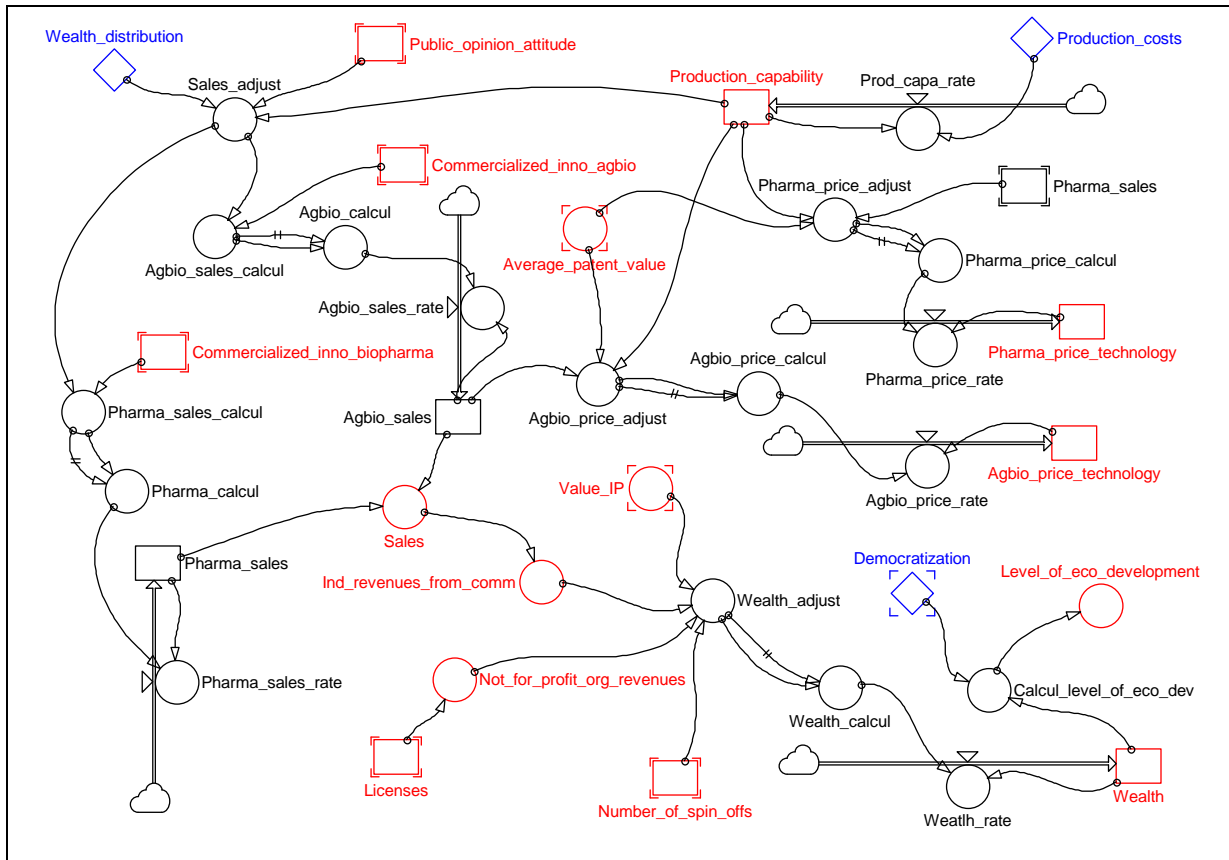 Wealth_distribution
Public_opinion_attitude
Production_costs
Sales_adjust
Production_capability
Prod_capa_rate
Commercialized_inno_agbio
Pharma_price_adjust
Pharma_sales
Agbio_calcul
Agbio_sales_calcul
Average_patent_value
Pharma_price_calcul
Agbio_sales_rate
Commercialized_inno_biopharma
Pharma_price_technology
Agbio_price_calcul
Pharma_price_rate
Pharma_sales_calcul
Agbio_sales
Agbio_price_adjust
Agbio_price_technology
Pharma_calcul
Value_IP
Agbio_price_rate
Sales
Pharma_sales
Democratization
Level_of_eco_development
Ind_revenues_from_comm
Wealth_adjust
Pharma_sales_rate
Not_for_profit_org_revenues
Calcul_level_of_eco_dev
Wealth_calcul
Licenses
Number_of_spin_offs
Wealth
Weatlh_rate